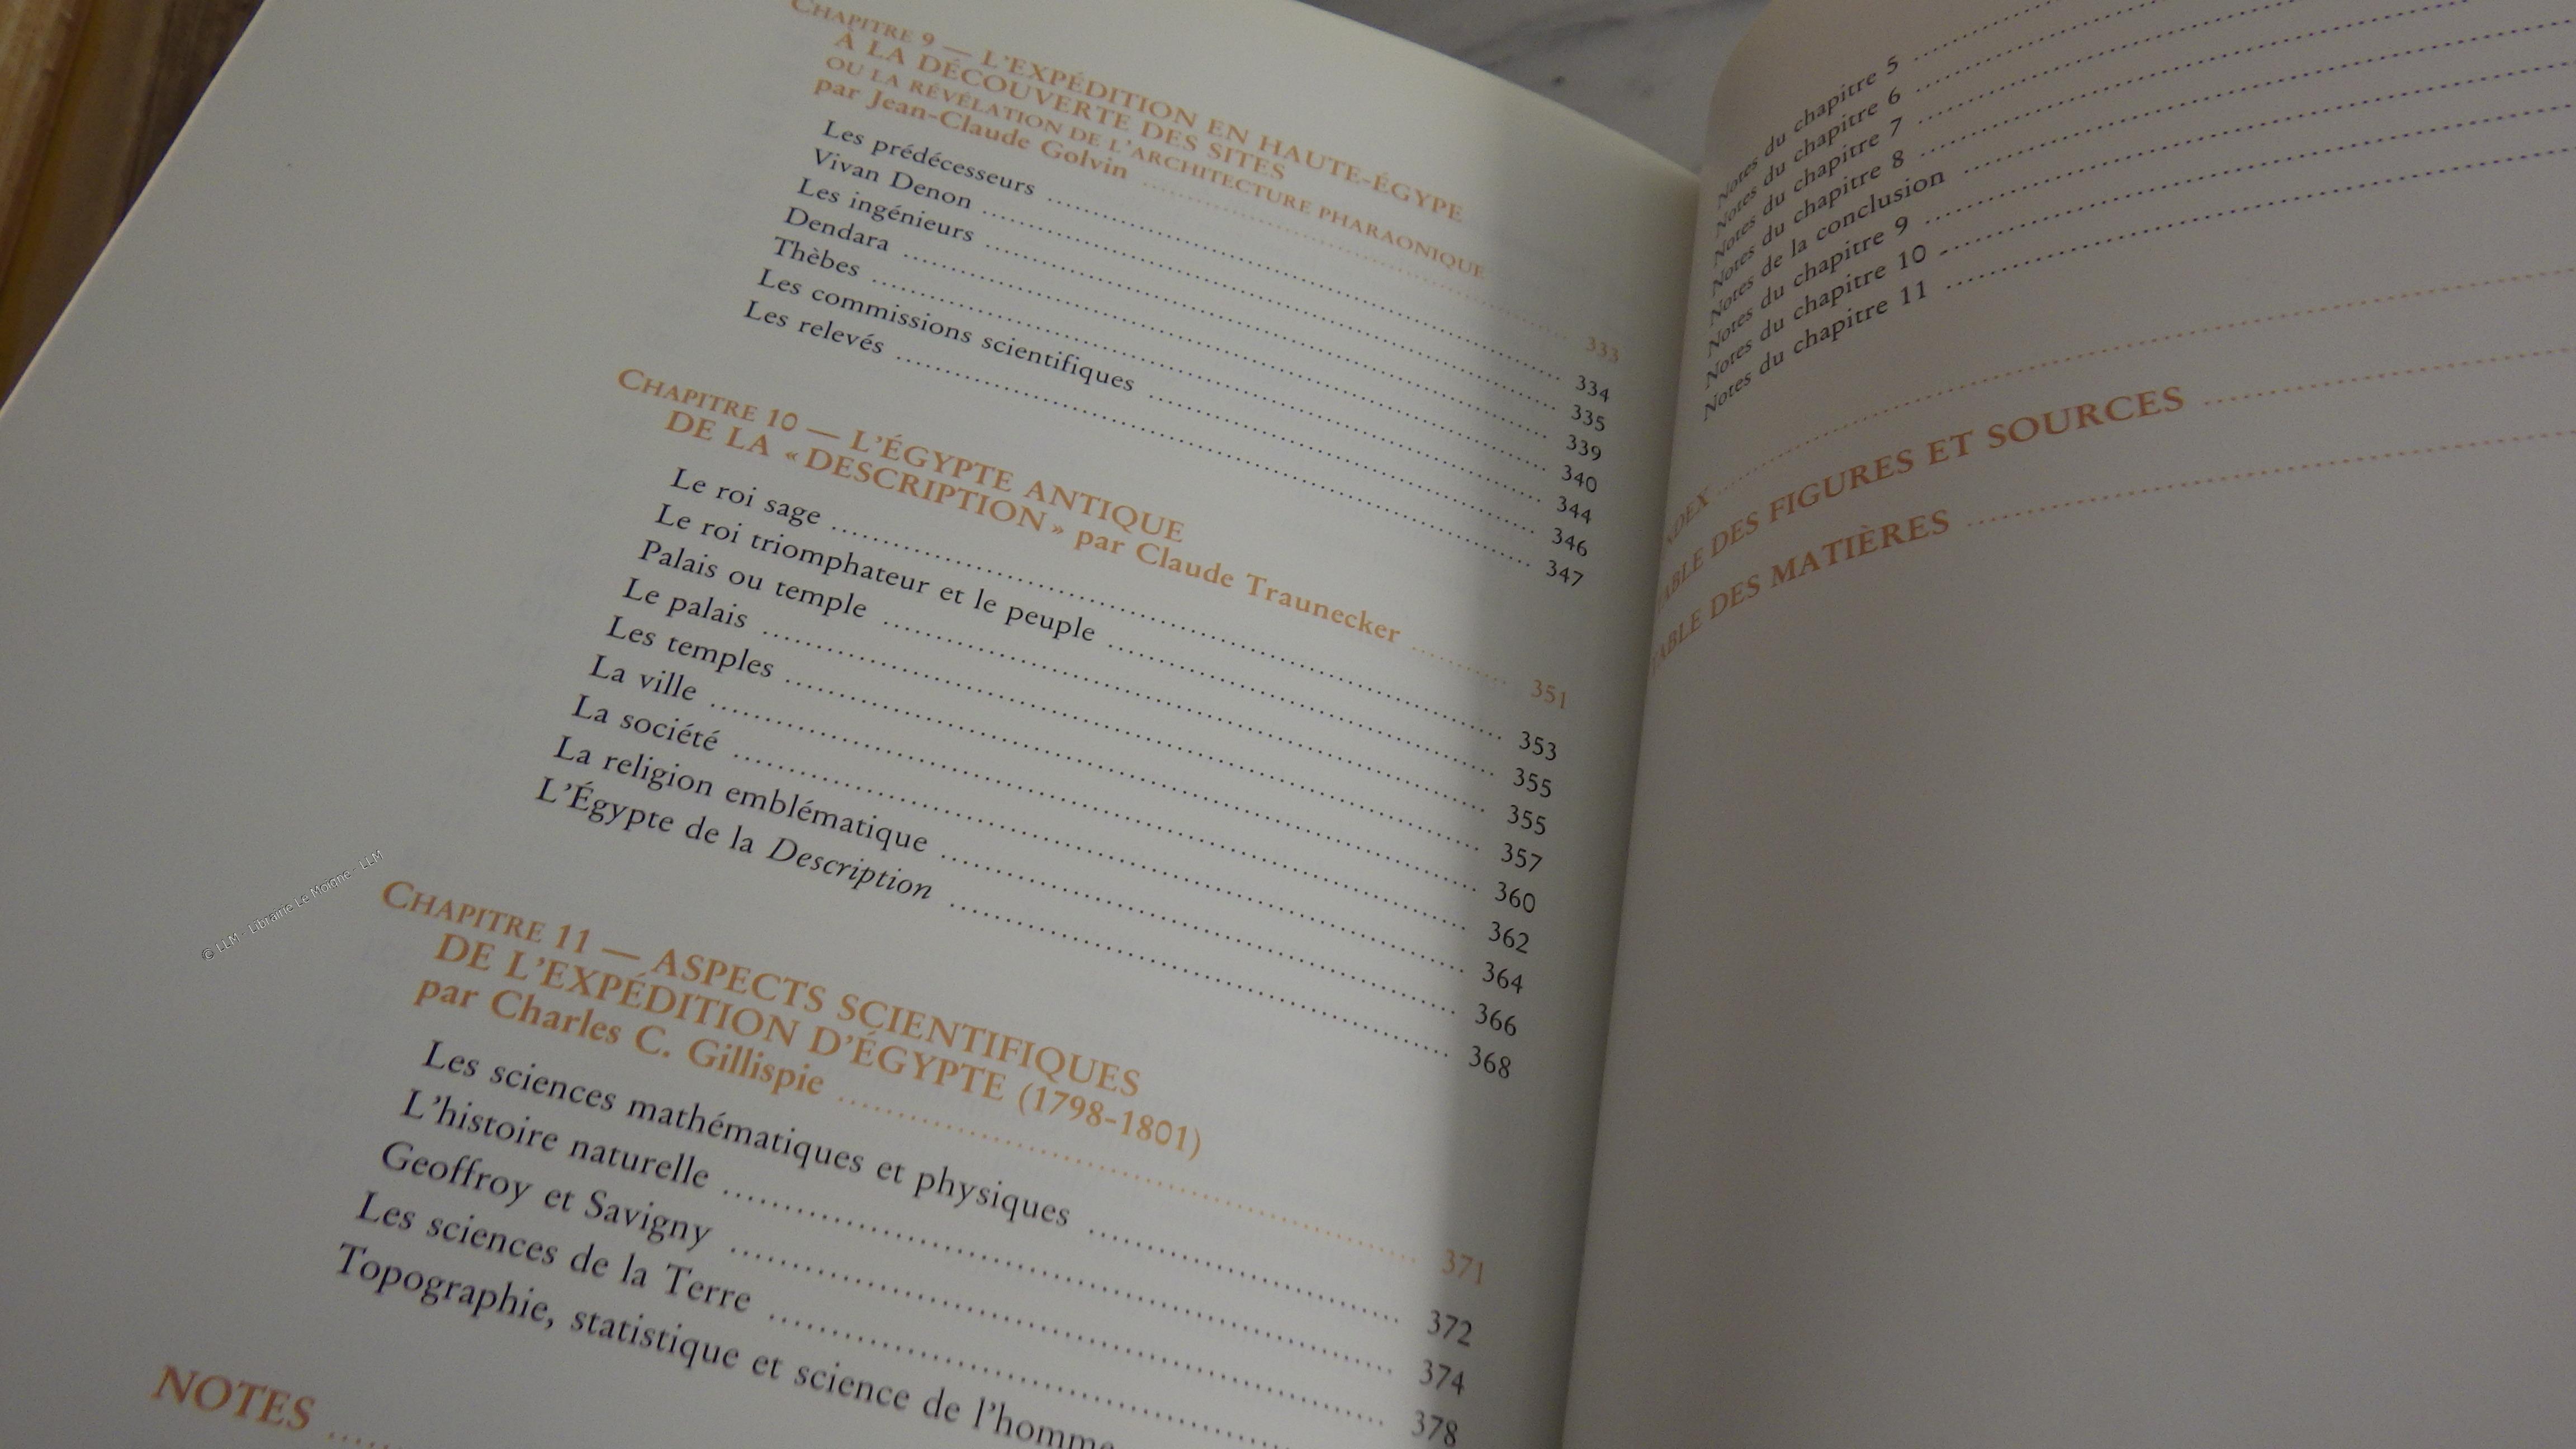 CHAPITRE 9 — L'EXPÉDITION EN HAUTE-ÉGYPE
À LA DÉCOUVERTE DES SITES
OU LA RÉVÉLATION DE L'ARCHITECTURE PHARAONIQUE
par Jean-Claude Golvin ........ 333
Les prédécesseurs ........ 334
Vivan Denon ........ 335
Les ingénieurs ........ 339
Dendara ........ 340
Thèbes ........ 344
Les commissions scientifiques ........ 346
Les relevés ........ 347
CHAPITRE 10 — L'ÉGYPTE ANTIQUE
DE LA « DESCRIPTION » par Claude Traunecker ........ 351
Le roi sage ........ 353
Le roi triomphateur et le peuple ........ 355
Palais ou temple ........ 355
Le palais ........ 357
Les temples ........ 360
La ville ........ 362
La société ........ 364
La religion emblématique ........ 366
L'Égypte de la Description ........ 368
CHAPITRE 11 — ASPECTS SCIENTIFIQUES
DE L'EXPÉDITION D'ÉGYPTE (1798-1801)
par Charles C. Gillispie ........ 371
Les sciences mathématiques et physiques ........ 372
L'histoire naturelle ........ 374
Geoffroy et Savigny ........ 378
Les sciences de la Terre ........
Topographie, statistique et science de l'homme
NOTES ........
Notes du chapitre 5 ........
Notes du chapitre 6 ........
Notes du chapitre 7 ........
Notes du chapitre 8 ........
Notes de la conclusion ........
Notes du chapitre 9 ........
Notes du chapitre 10 ........
Notes du chapitre 11 ........
INDEX ........
TABLE DES FIGURES ET SOURCES ........
TABLE DES MATIÈRES ........
© LLM - Librairie Le Moigne - LLM